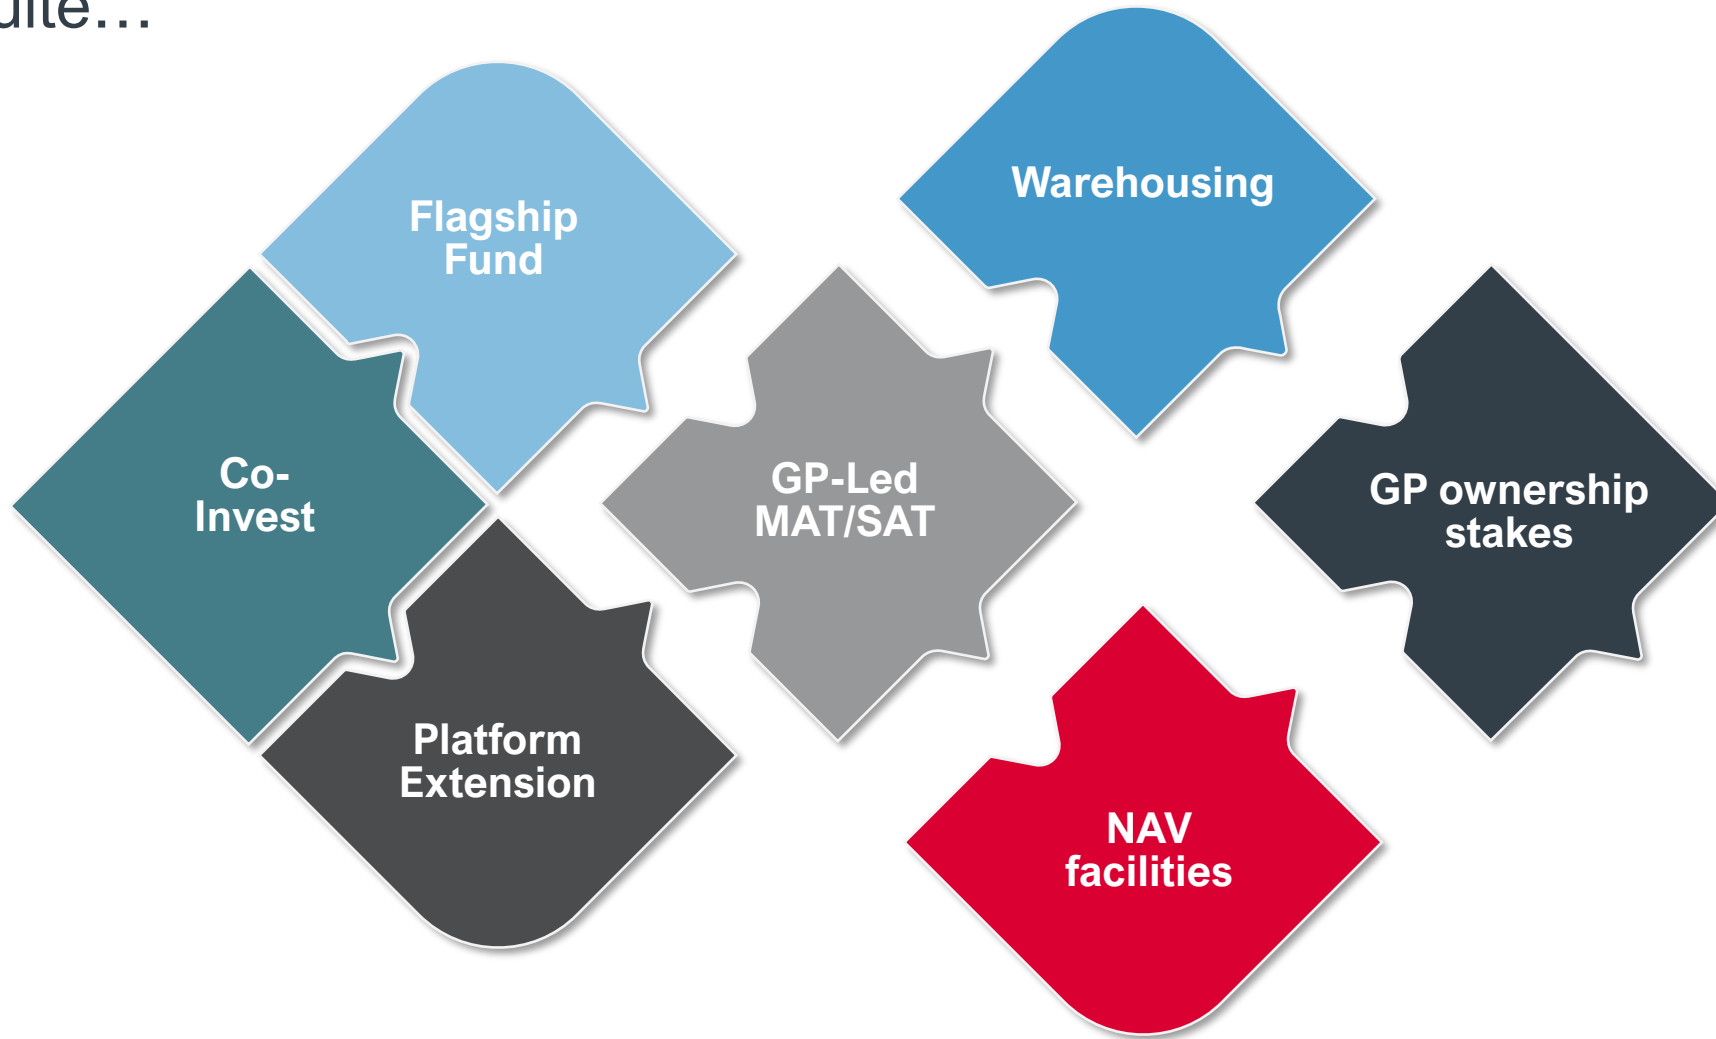 Flagship
Fund
Warehousing
Co-
Invest
GP-Led
MAT/SAT
GP ownership
stakes
Platform
Extension
NAV
facilities